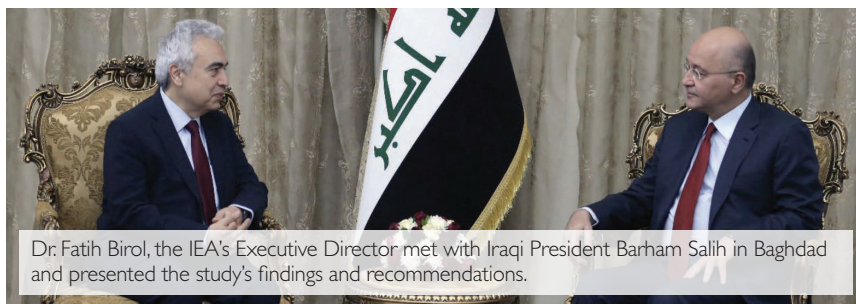 اكبر
Dr. Fatih Birol, the IEA's Executive Director met with Iraqi President Barham Salih in Baghdad
and presented the study's findings and recommendations.